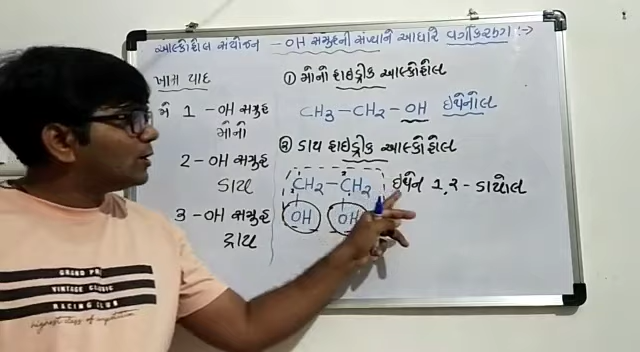 આલ્કોહોલ સંયોજન -OH સમુહની સંખ્યાને આધારે વર્ગીકરણ :->
ખાસ યાદ
1 - OH સમુહ
મોનો
2 - OH સમુહ
ડાય
3 - OH સમુહ
ટ્રાય
① મોનો હાઇડ્રીક આલ્કોહોલ
CH3 - CH2 - OH ઇથેનોલ
② ડાય હાઇડ્રીક આલ્કોહોલ
CH2 - CH2 ઇથેન 1,2 - ડાયોલ
OH OH
GRAND PRIX
VINTAGE CLASSIC
RACING CLUB